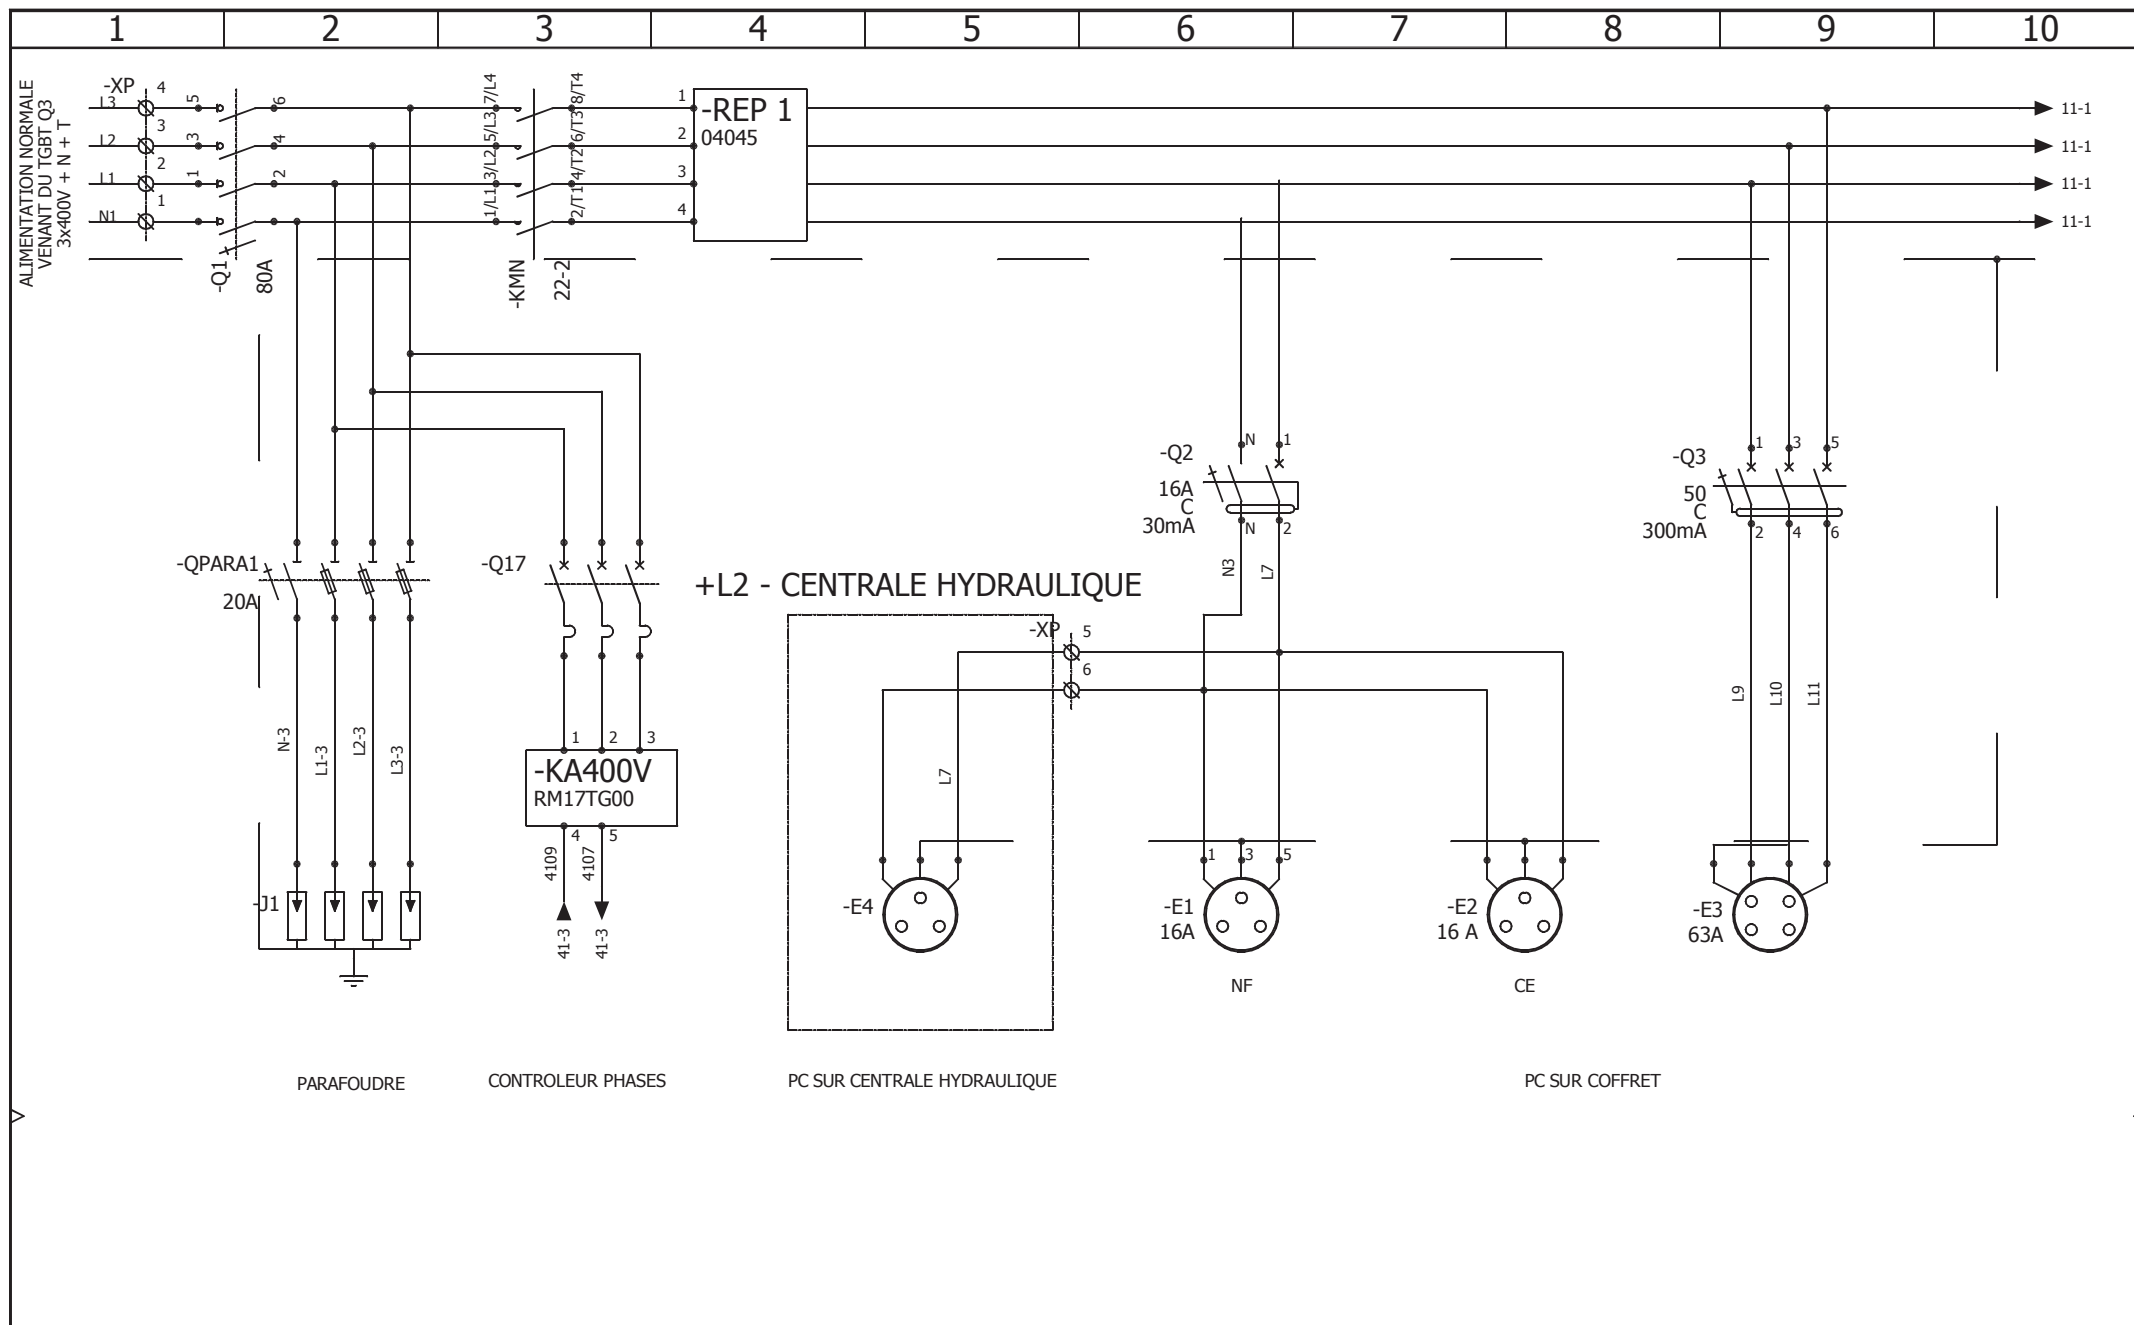 1 2 3 4 5 6 7 8 9 10
ALIMENTATION NORMALE
VENANT DU TGBT Q3
3x400V + N + T
-XP
4
L3
5
6
7/L4
8/T4
1
-REP 1
11-1
3
L2
3
4
5/L3
6/T3
2
04045
11-1
2
L1
1
2
3/L2
4/T2
3
11-1
1
N1
1/L1
2/T1
4
11-1
-Q1
80A
-KMN
22-2
-Q2
16A
C
30mA
N
1
N
2
-Q3
50
C
300mA
1
3
5
2
4
6
-QPARA1
20A
-Q17
+L2 - CENTRALE HYDRAULIQUE
N3
L7
-XP
5
6
N-3
L1-3
L2-3
L3-3
L9
L10
L11
1
2
3
-KA400V
RM17TG00
4
5
4109
4107
41-3
41-3
L7
-J1
-E4
1
3
5
-E1
16A
NF
-E2
16 A
CE
-E3
63A
PARAFOUDRE
CONTROLEUR PHASES
PC SUR CENTRALE HYDRAULIQUE
PC SUR COFFRET